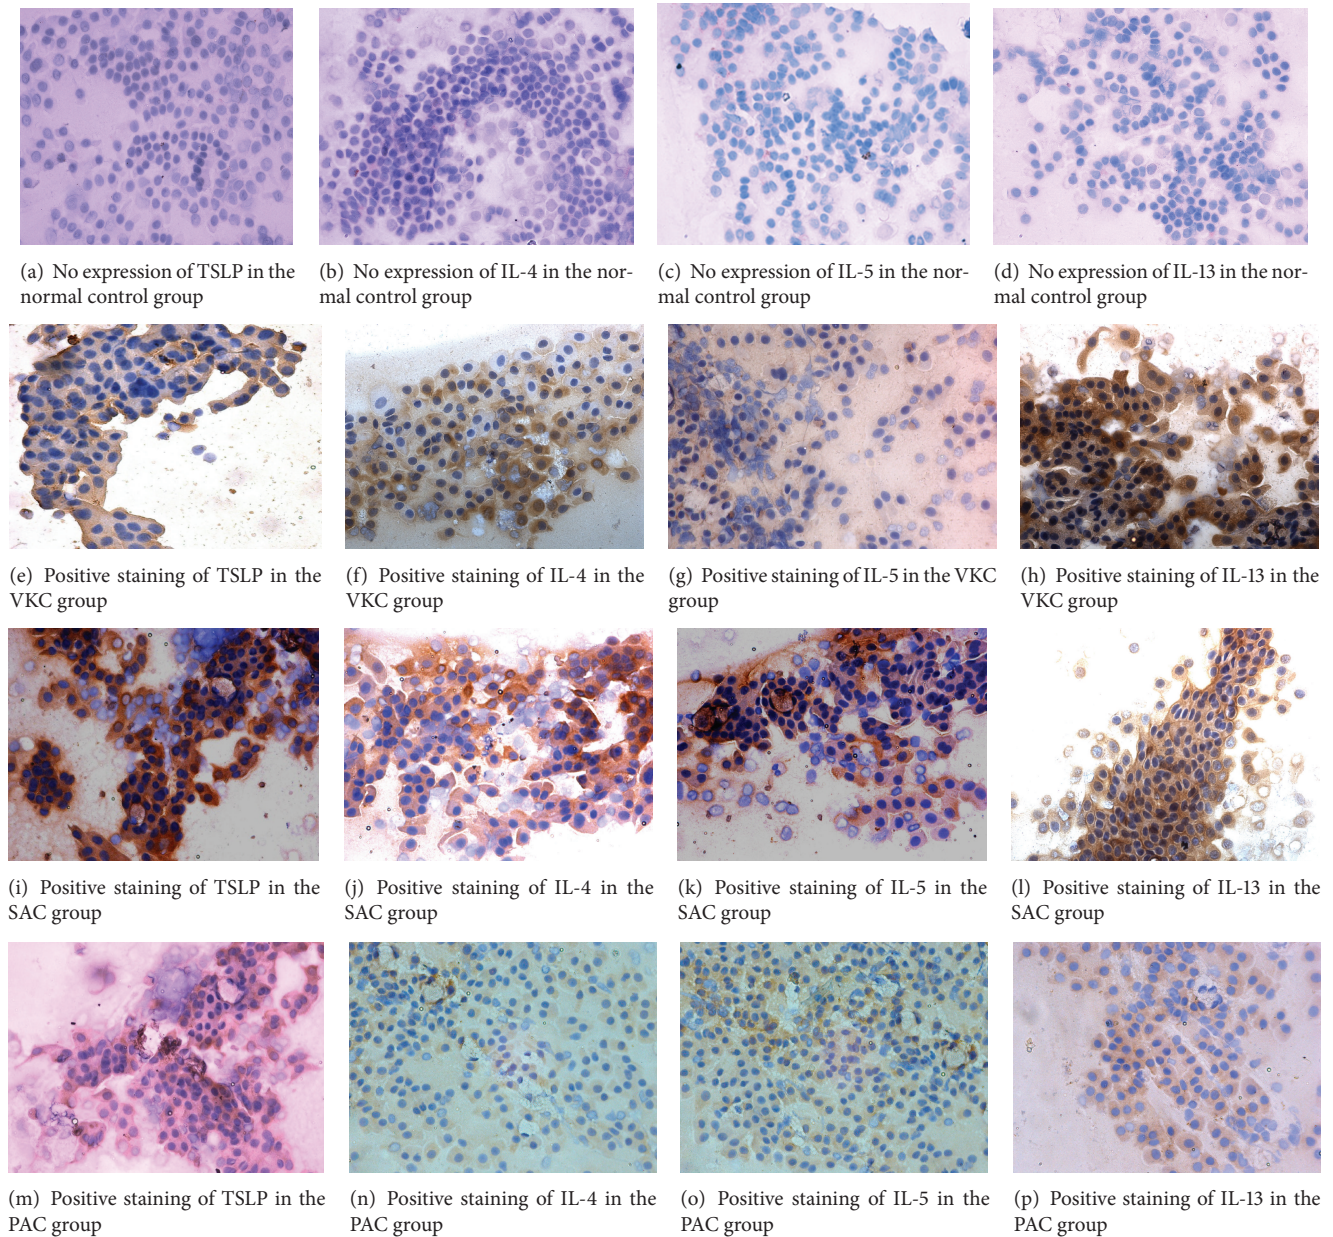 (a) No expression of TSLP in the
normal control group
(b) No expression of IL-4 in the nor-
mal control group
(c) No expression of IL-5 in the nor-
mal control group
(d) No expression of IL-13 in the nor-
mal control group
(e) Positive staining of TSLP in the
VKC group
(f) Positive staining of IL-4 in the
VKC group
(g) Positive staining of IL-5 in the VKC
group
(h) Positive staining of IL-13 in the
VKC group
(i) Positive staining of TSLP in the
SAC group
(j) Positive staining of IL-4 in the
SAC group
(k) Positive staining of IL-5 in the
SAC group
(l) Positive staining of IL-13 in the
SAC group
(m) Positive staining of TSLP in the
PAC group
(n) Positive staining of IL-4 in the
PAC group
(o) Positive staining of IL-5 in the
PAC group
(p) Positive staining of IL-13 in the
PAC group